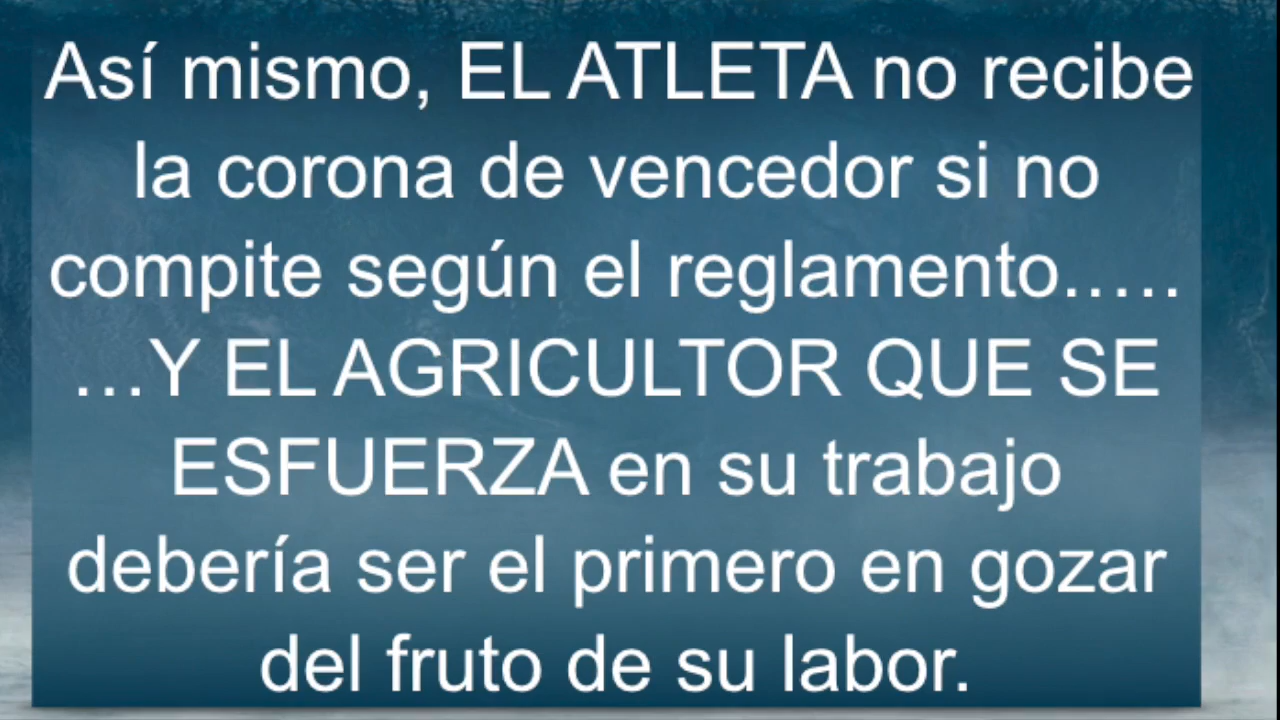 Así mismo, EL ATLETA no recibe
la corona de vencedor si no
compite según el reglamento.….
…Y EL AGRICULTOR QUE SE
ESFUERZA en su trabajo
debería ser el primero en gozar
del fruto de su labor.